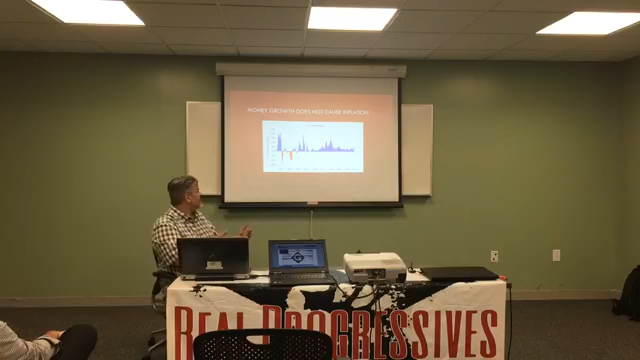 MONEY GROWTH DOES NOT CAUSE INFLATION!
REAL PROGRESSIVES